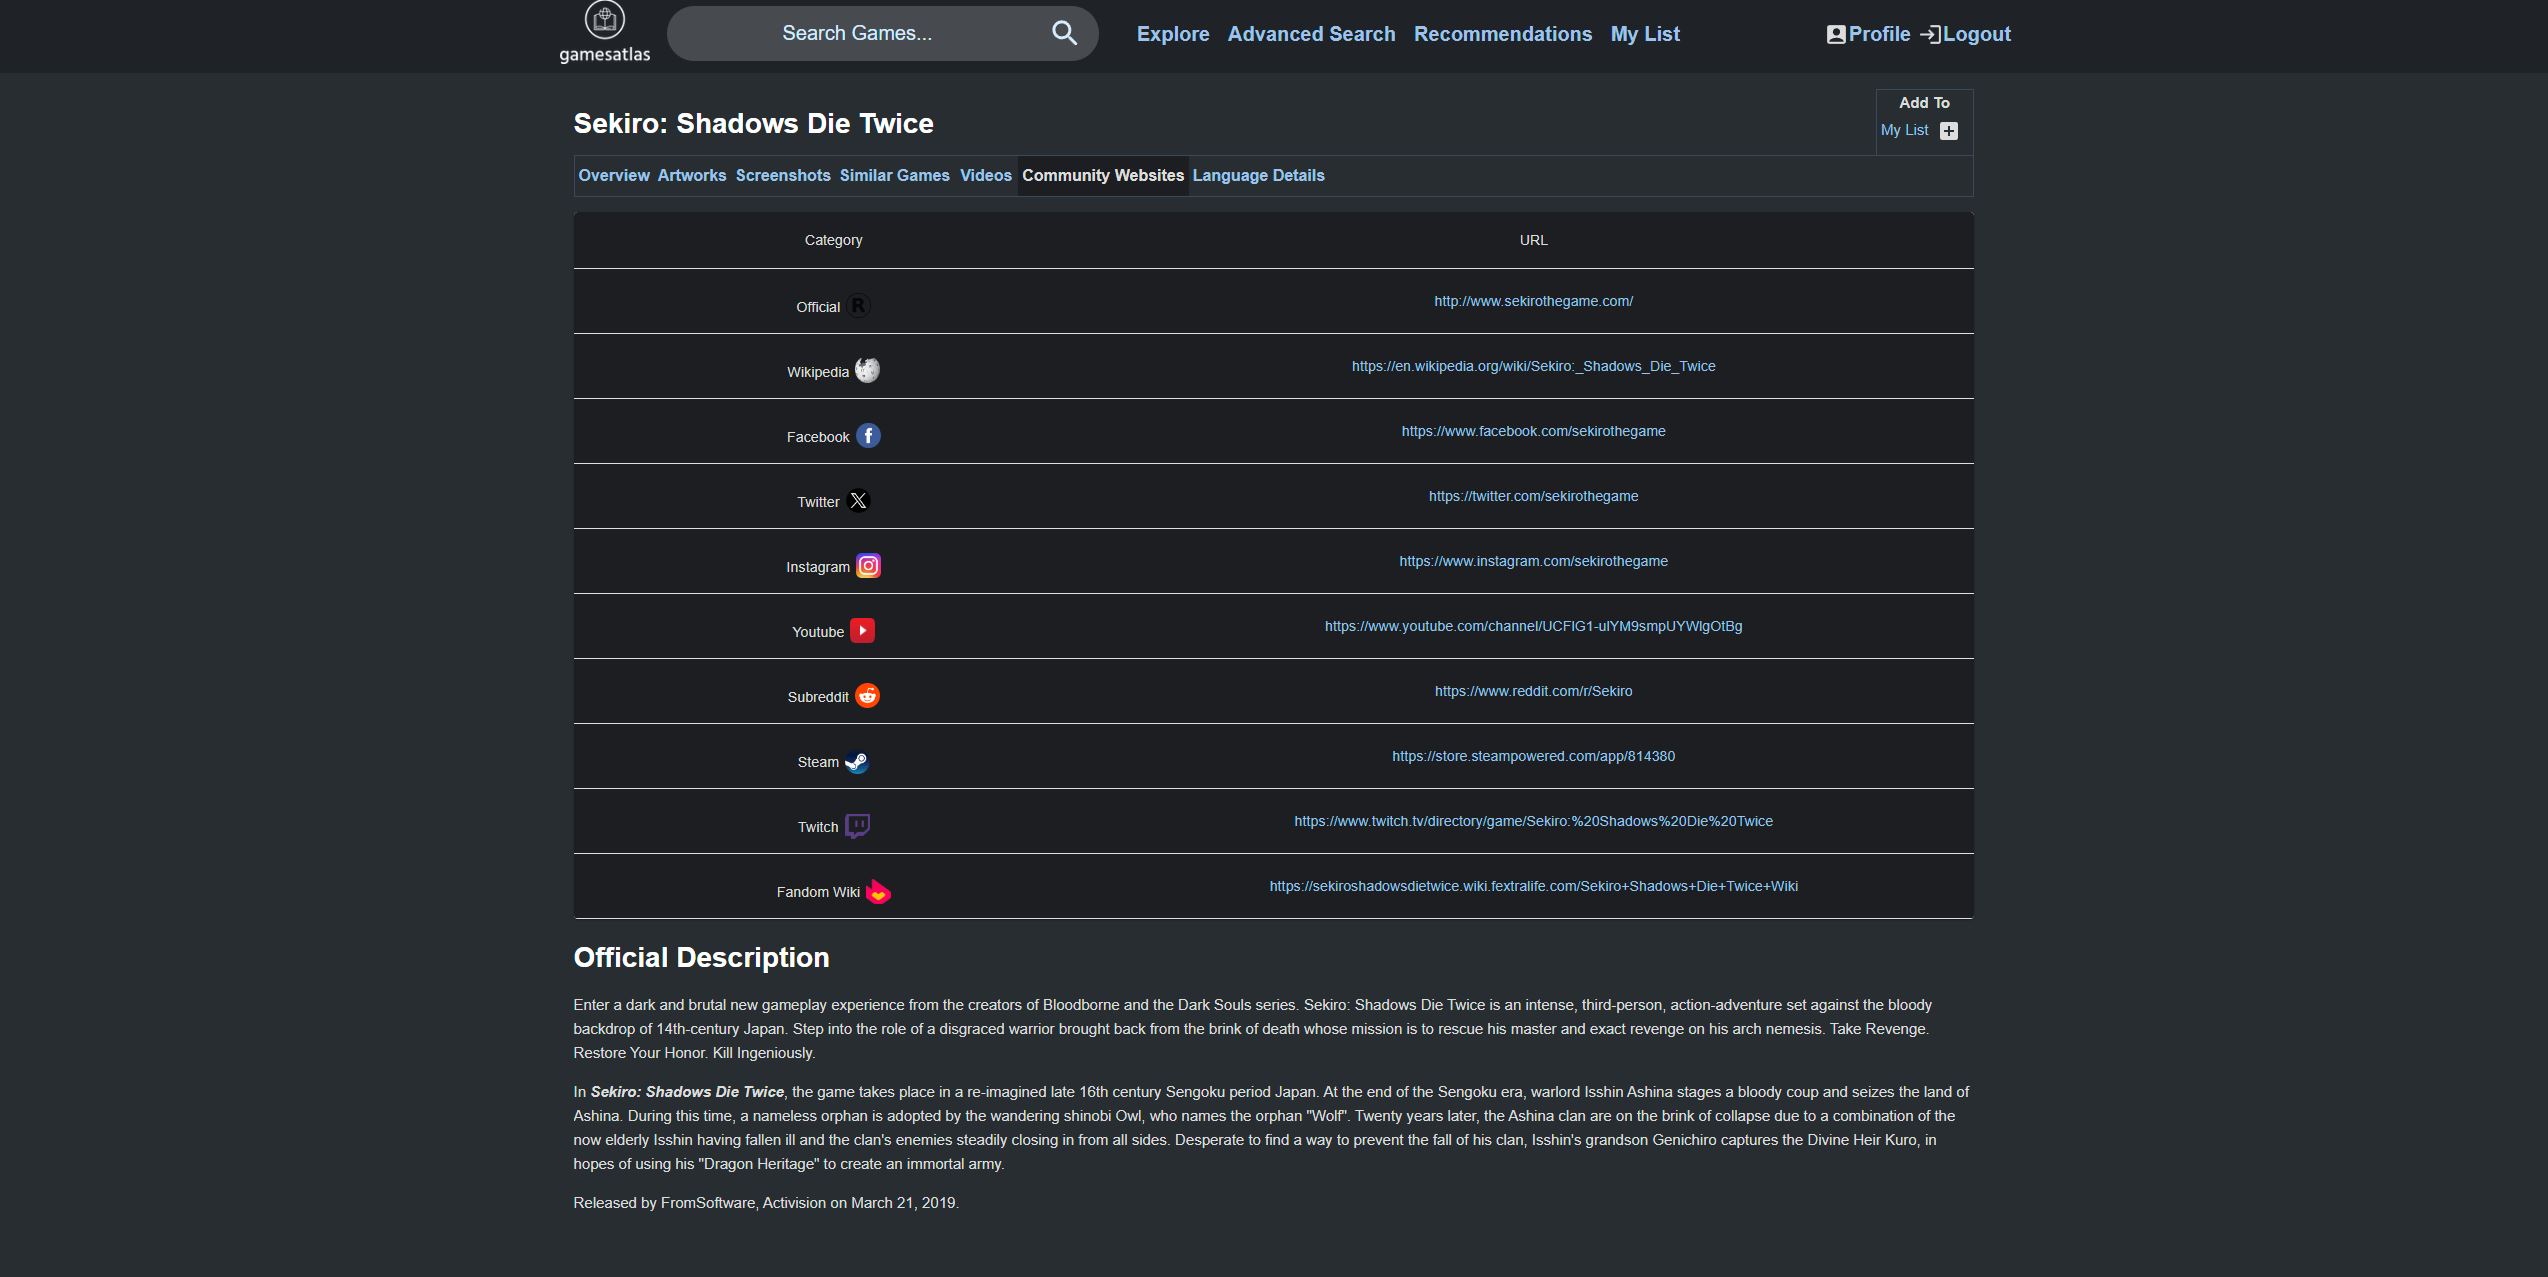 gamesatlas
Search Games...
Explore Advanced Search Recommendations My List
Profile Logout
Sekiro: Shadows Die Twice
Add To
My List
Overview Artworks Screenshots Similar Games Videos Community Websites Language Details
Category URL
Official R http://www.sekirothegame.com/
Wikipedia https://en.wikipedia.org/wiki/Sekiro:_Shadows_Die_Twice
Facebook https://www.facebook.com/sekirothegame
Twitter https://twitter.com/sekirothegame
Instagram https://www.instagram.com/sekirothegame
Youtube https://www.youtube.com/channel/UCFIG1-ulYM9smpUYWlgOtBg
Subreddit https://www.reddit.com/r/Sekiro
Steam https://store.steampowered.com/app/814380
Twitch https://www.twitch.tv/directory/game/Sekiro:%20Shadows%20Die%20Twice
Fandom Wiki https://sekiroshadowsdietwice.wiki.fextralife.com/Sekiro+Shadows+Die+Twice+Wiki
Official Description
Enter a dark and brutal new gameplay experience from the creators of Bloodborne and the Dark Souls series. Sekiro: Shadows Die Twice is an intense, third-person, action-adventure set against the bloody
backdrop of 14th-century Japan. Step into the role of a disgraced warrior brought back from the brink of death whose mission is to rescue his master and exact revenge on his arch nemesis. Take Revenge.
Restore Your Honor. Kill Ingeniously.
In Sekiro: Shadows Die Twice, the game takes place in a re-imagined late 16th century Sengoku period Japan. At the end of the Sengoku era, warlord Isshin Ashina stages a bloody coup and seizes the land of
Ashina. During this time, a nameless orphan is adopted by the wandering shinobi Owl, who names the orphan "Wolf". Twenty years later, the Ashina clan are on the brink of collapse due to a combination of the
now elderly Isshin having fallen ill and the clan's enemies steadily closing in from all sides. Desperate to find a way to prevent the fall of his clan, Isshin's grandson Genichiro captures the Divine Heir Kuro, in
hopes of using his "Dragon Heritage" to create an immortal army.
Released by FromSoftware, Activision on March 21, 2019.